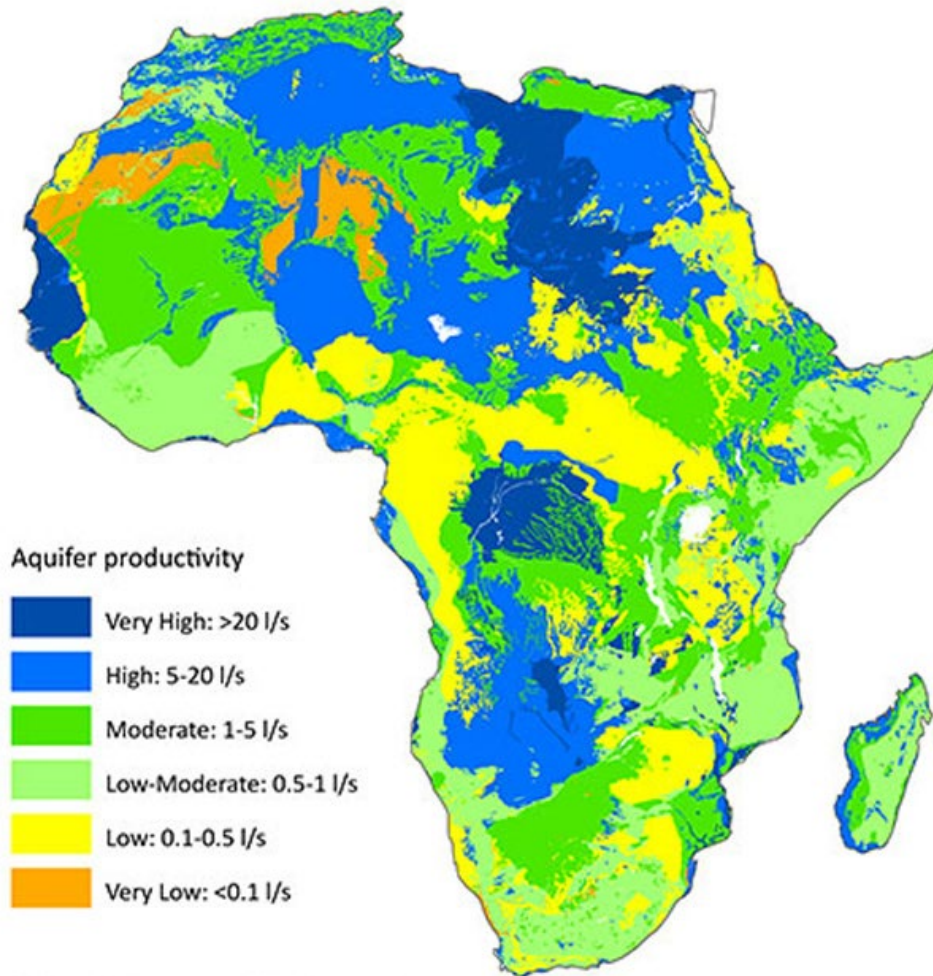 Aquifer productivity
Very High: >20 l/s
High: 5-20 l/s
Moderate: 1-5 l/s
Low-Moderate: 0.5-1 l/s
Low: 0.1-0.5 l/s
Very Low: <0.1 l/s